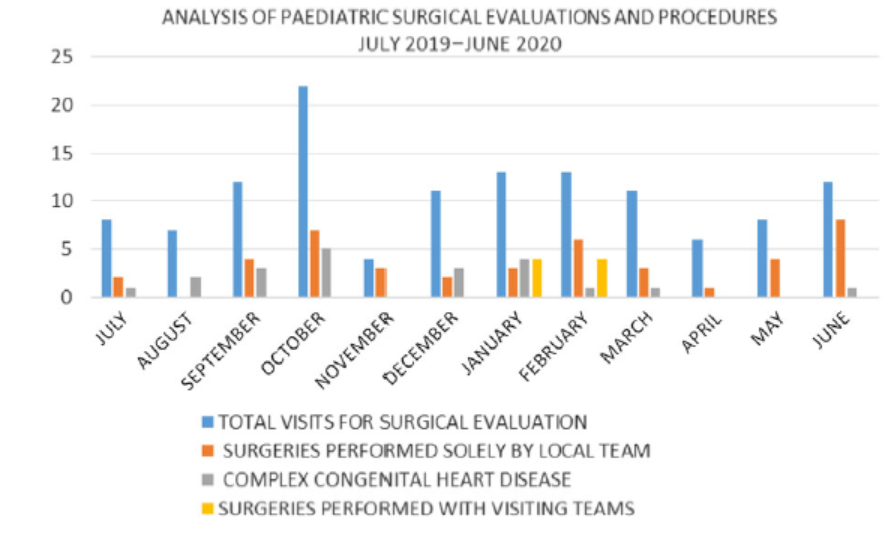 ANALYSIS OF PAEDIATRIC SURGICAL EVALUATIONS AND PROCEDURES
JULY 2019–JUNE 2020
25
20
15
10
5
0
JULY
AUGUST
SEPTEMBER
OCTOBER
NOVEMBER
DECEMBER
JANUARY
FEBRUARY
MARCH
APRIL
MAY
JUNE
TOTAL VISITS FOR SURGICAL EVALUATION
SURGERIES PERFORMED SOLELY BY LOCAL TEAM
COMPLEX CONGENITAL HEART DISEASE
SURGERIES PERFORMED WITH VISITING TEAMS